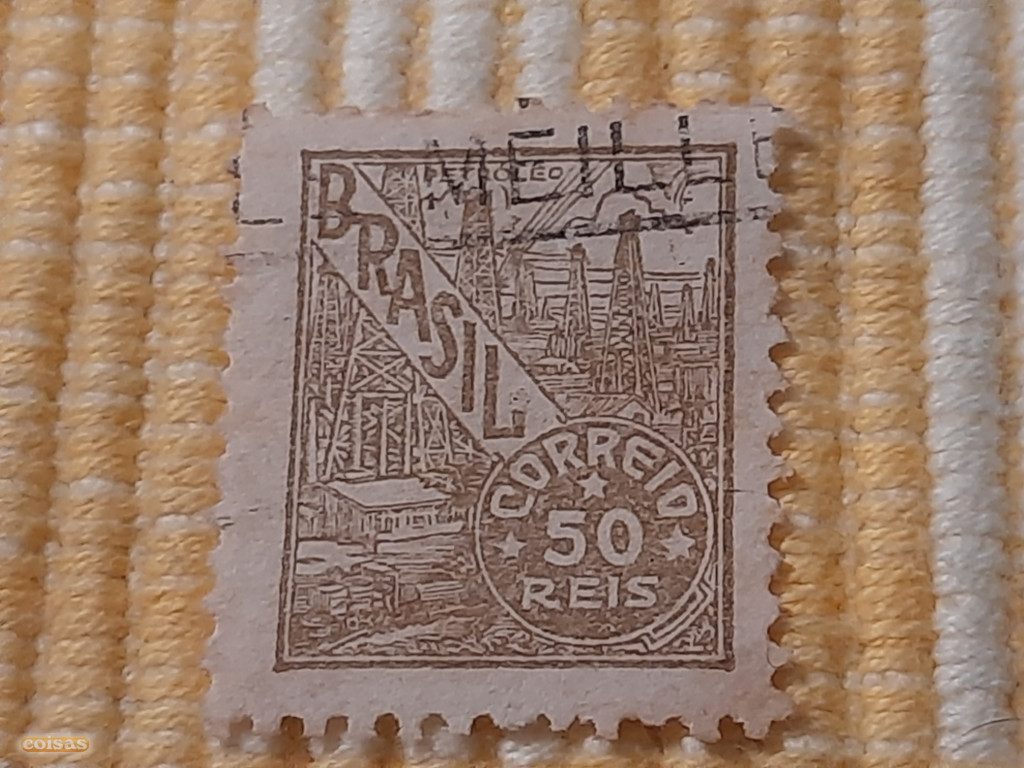 PETROLEO
BRASIL
CORREIO
50
REIS
coisas